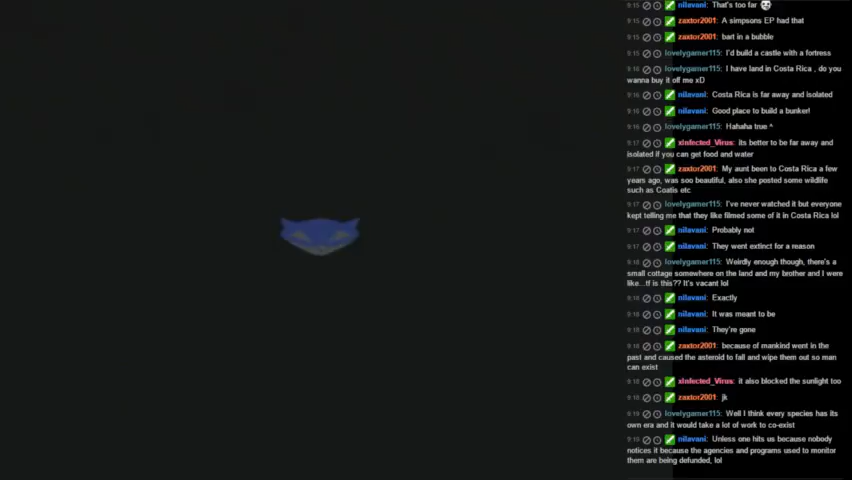 9:15 nilavani: That's too far
9:15 zaxtor2001: A simpsons EP had that
9:15 zaxtor2001: bart in a bubble
9:15 lovelygamer115: I'd build a castle with a fortress
9:16 lovelygamer115: I have land in Costa Rica , do you
wanna buy it off me xD
9:16 nilavani: Costa Rica is far away and isolated
9:16 nilavani: Good place to build a bunker!
9:16 lovelygamer115: Hahaha true ^
9:17 xInfected_Virus: its better to be far away and
isolated if you can get food and water
9:17 zaxtor2001: My aunt been to Costa Rica a few
years ago, was soo beautiful, also she posted some wildlife
such as Coatis etc
9:17 lovelygamer115: I've never watched it but everyone
kept telling me that they like filmed some of it in Costa Rica lol
9:17 nilavani: Probably not
9:17 nilavani: They went extinct for a reason
9:18 lovelygamer115: Weirdly enough though, there's a
small cottage somewhere on the land and my brother and I were
like...tf is this?? It's vacant lol
9:18 nilavani: Exactly
9:18 nilavani: It was meant to be
9:18 nilavani: They're gone
9:18 zaxtor2001: because of mankind went in the
past and caused the asteroid to fall and wipe them out so man
can exist
9:18 xInfected_Virus: it also blocked the sunlight too
9:18 zaxtor2001: jk
9:19 lovelygamer115: Well I think every species has its
own era and it would take a lot of work to co-exist
9:19 nilavani: Unless one hits us because nobody
notices it because the agencies and programs used to monitor
them are being defunded, lol